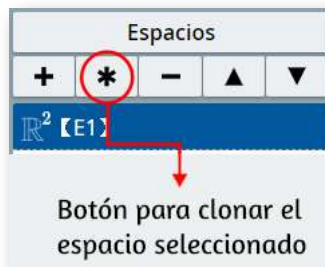 Espacios
+ * − ▲ ▼
ℝ² 【E1】
Botón para clonar el
espacio seleccionado